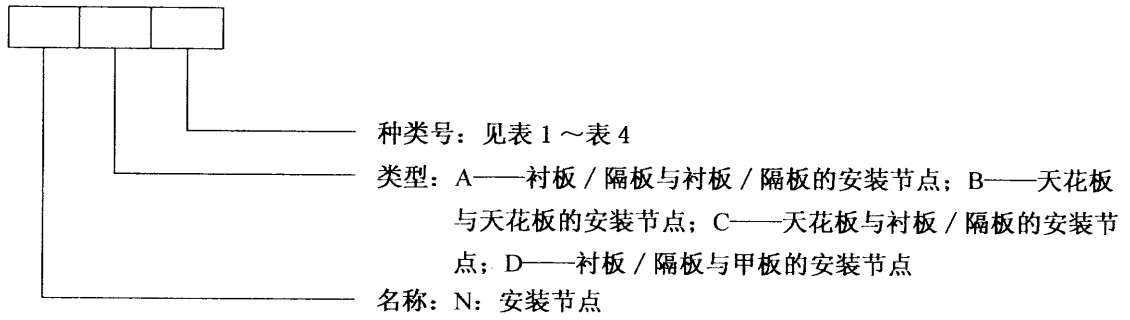 种类号：见表 1～表 4
类型：A——衬板 / 隔板与衬板 / 隔板的安装节点；B——天花板
与天花板的安装节点；C——天花板与衬板 / 隔板的安装节
点；D——衬板 / 隔板与甲板的安装节点
名称：N：安装节点